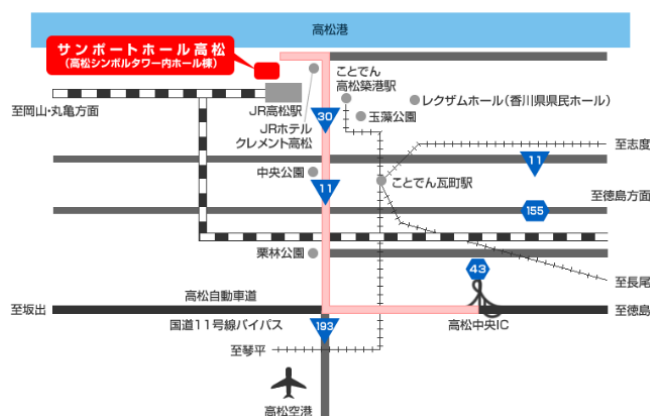 高松港
サンポートホール高松
(高松シンボルタワー内ホール棟)
ことでん
高松築港駅
レクザムホール(香川県県民ホール)
至岡山・丸亀方面
JR高松駅
玉藻公園
30
JRホテル
クレメント高松
至志度
11
中央公園
11
ことでん瓦町駅
至徳島方面
155
栗林公園
43
至長尾
高松自動車道
至坂出
至徳島
国道11号線バイパス
193
高松中央IC
至琴平
高松空港